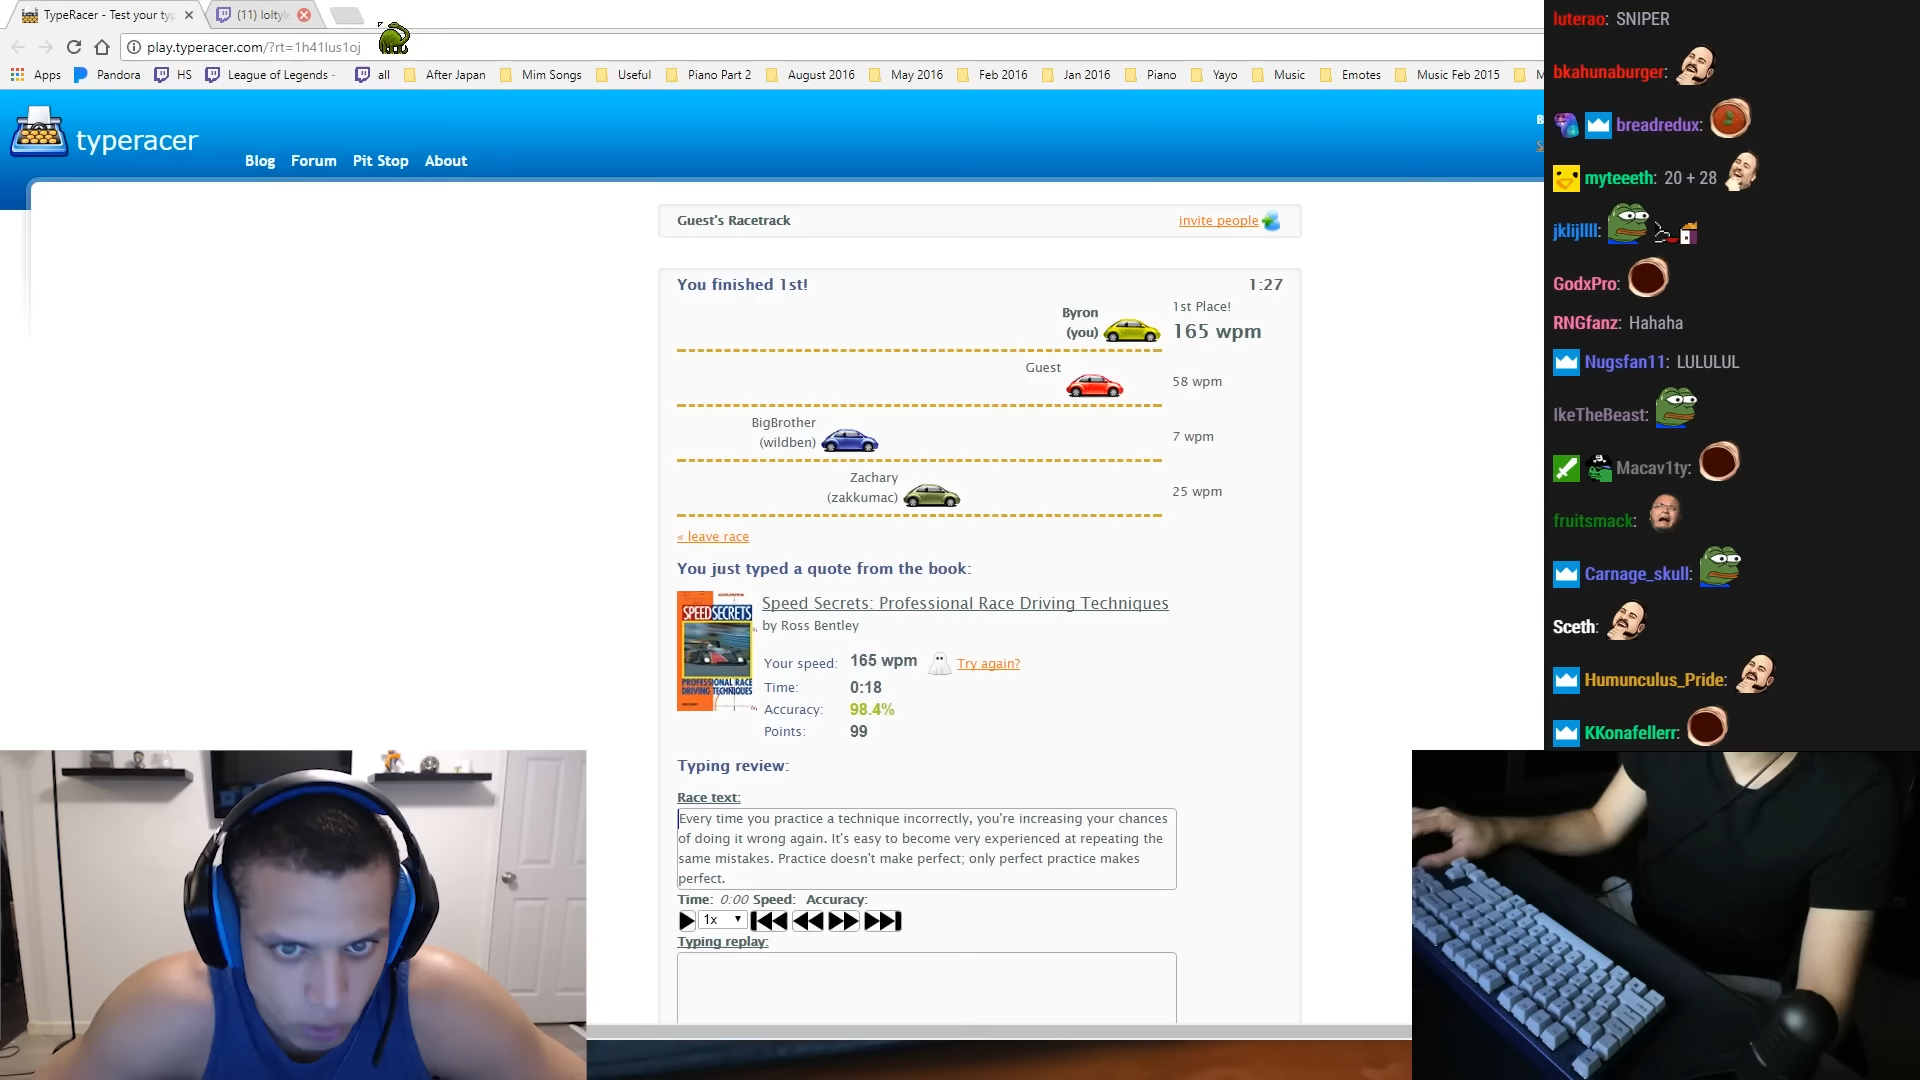 TypeRacer - Test your typ
(11) loltyle
play.typeracer.com/?rt=1h41lus1oj
Apps
Pandora
HS
League of Legends -
all
After Japan
Mim Songs
Useful
Piano Part 2
August 2016
May 2016
Feb 2016
Jan 2016
Piano
Yayo
Music
Emotes
Music Feb 2015
typeracer
Blog Forum Pit Stop About
Guest's Racetrack
invite people
You finished 1st!
1:27
Byron
(you)
1st Place!
165 wpm
Guest
58 wpm
BigBrother
(wildben)
7 wpm
Zachary
(zakkumac)
25 wpm
« leave race
You just typed a quote from the book:
SPEED SECRETS
PROFESSIONAL RACE
DRIVING TECHNIQUES
Speed Secrets: Professional Race Driving Techniques
by Ross Bentley
Your speed: 165 wpm Try again?
Time: 0:18
Accuracy: 98.4%
Points: 99
Typing review:
Race text:
Every time you practice a technique incorrectly, you're increasing your chances
of doing it wrong again. It's easy to become very experienced at repeating the
same mistakes. Practice doesn't make perfect; only perfect practice makes
perfect.
Time: 0:00 Speed: Accuracy:
1x
Typing replay:
luterao: SNIPER
bkahunaburger:
breadredux:
myteeeth: 20 + 28
jklijllll:
GodxPro:
RNGfanz: Hahaha
Nugsfan11: LULULUL
IkeTheBeast:
Macav1ty:
fruitsmack:
Carnage_skull:
Sceth:
Humunculus_Pride:
KKonafellerr: